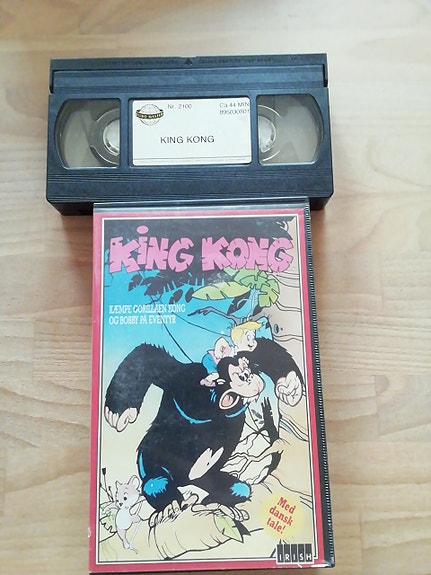 Nr. 2100
Ca 44 MIN
KING KONG
KING KONG
KÆMPE GORILLAEN KONG
OG BOBBY PÅ EVENTYR
Med
dansk
tale!
IRISH